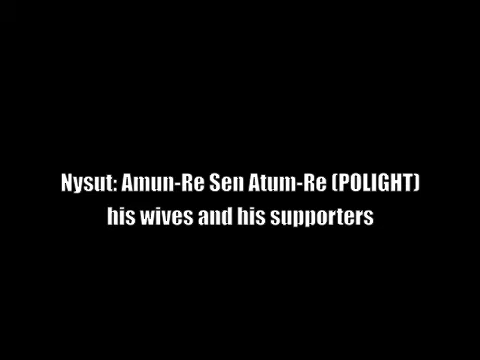 Nysut: Amun-Re Sen Atum-Re (POLIGHT)
his wives and his supporters